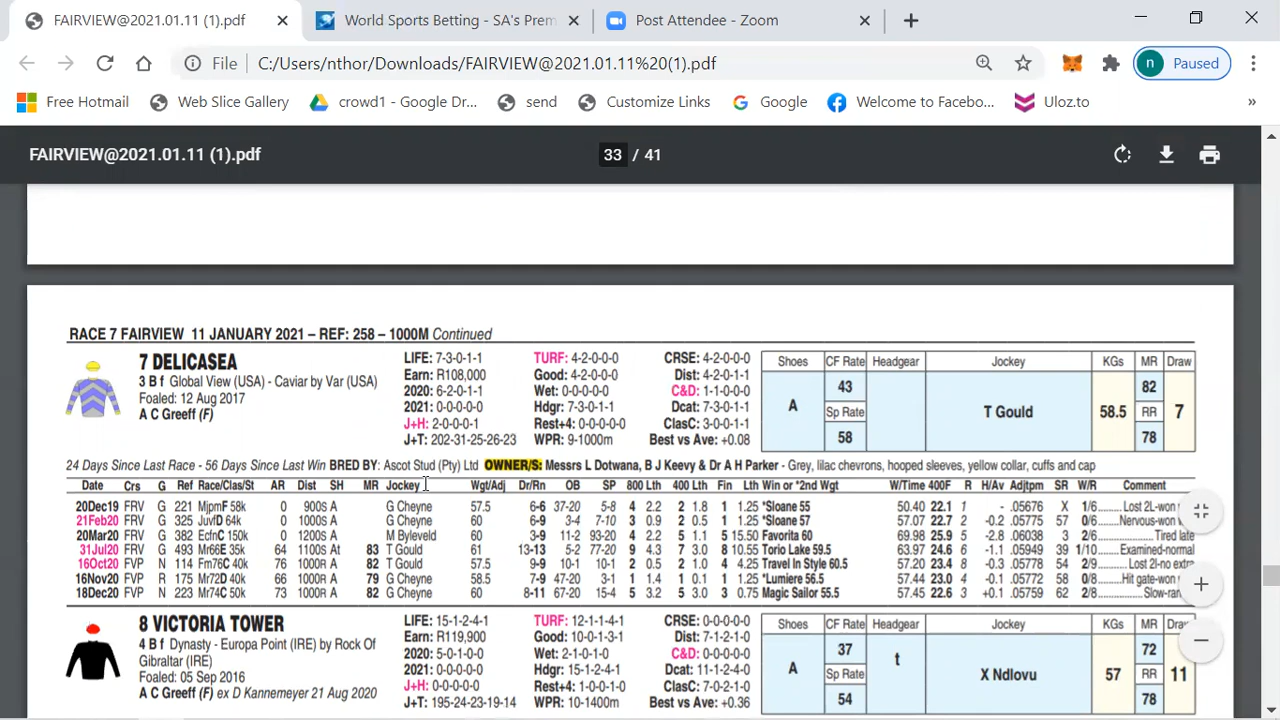 FAIRVIEW@2021.01.11 (1).pdf
World Sports Betting - SA's Prem
Post Attendee - Zoom
File C:/Users/nthor/Downloads/FAIRVIEW@2021.01.11%20(1).pdf
n Paused
Free Hotmail Web Slice Gallery crowd1 - Google Dr... send Customize Links Google Welcome to Facebo... Uloz.to »
FAIRVIEW@2021.01.11 (1).pdf 33 / 41
RACE 7 FAIRVIEW 11 JANUARY 2021 – REF: 258 – 1000M Continued
7 DELICASEA
3 B f Global View (USA) - Caviar by Var (USA)
Foaled: 12 Aug 2017
A C Greeff (F)
LIFE: 7-3-0-1-1 TURF: 4-2-0-0-0 CRSE: 4-2-0-0-0
Earn: R108,000 Good: 4-2-0-0-0 Dist: 4-2-0-1-1
2020: 6-2-0-1-1 Wet: 0-0-0-0-0 C&D: 1-1-0-0-0
2021: 0-0-0-0-0 Hdgr: 7-3-0-1-1 Dcat: 7-3-0-1-1
J+H: 2-0-0-0-1 Rest+4: 0-0-0-0-0 ClasC: 3-0-0-1-1
J+T: 202-31-25-26-23 WPR: 9-1000m Best vs Ave: +0.08
Shoes CF Rate Headgear Jockey KGs MR Draw
A 43 T Gould 58.5 82 7
Sp Rate RR
58 78
24 Days Since Last Race - 56 Days Since Last Win BRED BY: Ascot Stud (Pty) Ltd OWNER/S: Messrs L Dotwana, B J Keevy & Dr A H Parker - Grey, lilac chevrons, hooped sleeves, yellow collar, cuffs and cap
Date Crs G Ref Race/Clas/St AR Dist SH MR Jockey Wgt/Adj Dr/Rn OB SP 800 Lth 400 Lth Fin Lth Win or *2nd Wgt W/Time 400F R H/Av Adjtpm SR W/R Comment
20Dec19 FRV G 221 MjpmF 58k 0 900S A G Cheyne 57.5 6-6 37-20 5-8 4 2.2 2 1.8 1 1.25 *Sloane 55 50.40 22.1 1 - .05676 X 1/6 ........Lost 2L-won
21Feb20 FRV G 325 JuvfD 64k 0 1000S A G Cheyne 60 6-9 3-4 7-10 3 0.9 2 0.5 1 1.25 *Sloane 57 57.07 22.7 2 -0.2 .05775 57 0/6 ........Nervous-won
20Mar20 FRV G 382 EcfnC 150k 0 1200S A M Byleveld 60 3-9 11-2 93-20 4 2.2 1 1.1 5 15.50 Favorita 60 69.98 25.9 5 -2.8 .06038 3 2/6 ........Tired late
31Jul20 FRV G 493 Mr66E 35k 64 1100S At 83 T Gould 61 13-13 5-2 77-20 9 4.3 7 3.0 8 10.55 Torio Lake 59.5 63.97 24.6 6 -1.1 .05949 39 1/10 ........Examined-normal
16Oct20 FVP N 114 Fm76C 40k 76 1000R A 82 T Gould 57.5 9-9 10-1 10-1 2 0.5 2 1.0 4 4.25 Travel In Style 60.5 57.20 23.4 8 -0.3 .05778 54 2/9 ........Lost 2l-no extra
16Nov20 FVP R 175 Mr72D 40k 66 1000R A 79 G Cheyne 58.5 7-9 47-20 3-1 1 1.4 1 0.1 1 0.25 *Lumiere 56.5 57.44 23.0 4 -0.1 .05772 58 0/8 ........Hit gate-won
18Dec20 FVP N 223 Mr74C 40k 73 1000R A 82 G Cheyne 60 8-11 67-20 15-4 5 3.2 5 3.0 3 0.75 Magic Sailor 55.5 57.45 22.6 3 +0.1 .05759 62 2/8 ........Slow-ran
8 VICTORIA TOWER
4 B f Dynasty - Europa Point (IRE) by Rock Of
Gibraltar (IRE)
Foaled: 05 Sep 2016
A C Greeff (F) ex D Kannemeyer 21 Aug 2020
LIFE: 15-1-2-4-1 TURF: 12-1-1-4-1 CRSE: 0-0-0-0-0
Earn: R119,900 Good: 10-0-1-3-1 Dist: 7-1-2-1-0
2020: 5-0-1-0-0 Wet: 2-1-0-1-0 C&D: 0-0-0-0-0
2021: 0-0-0-0-0 Hdgr: 15-1-2-4-1 Dcat: 11-1-2-4-0
J+H: 0-0-0-0-0 Rest+4: 1-0-0-1-0 ClasC: 7-0-2-1-0
J+T: 195-24-23-19-14 WPR: 10-1400m Best vs Ave: +0.36
Shoes CF Rate Headgear Jockey KGs MR Draw
A 37 t X Ndlovu 57 72 11
Sp Rate RR
54 78